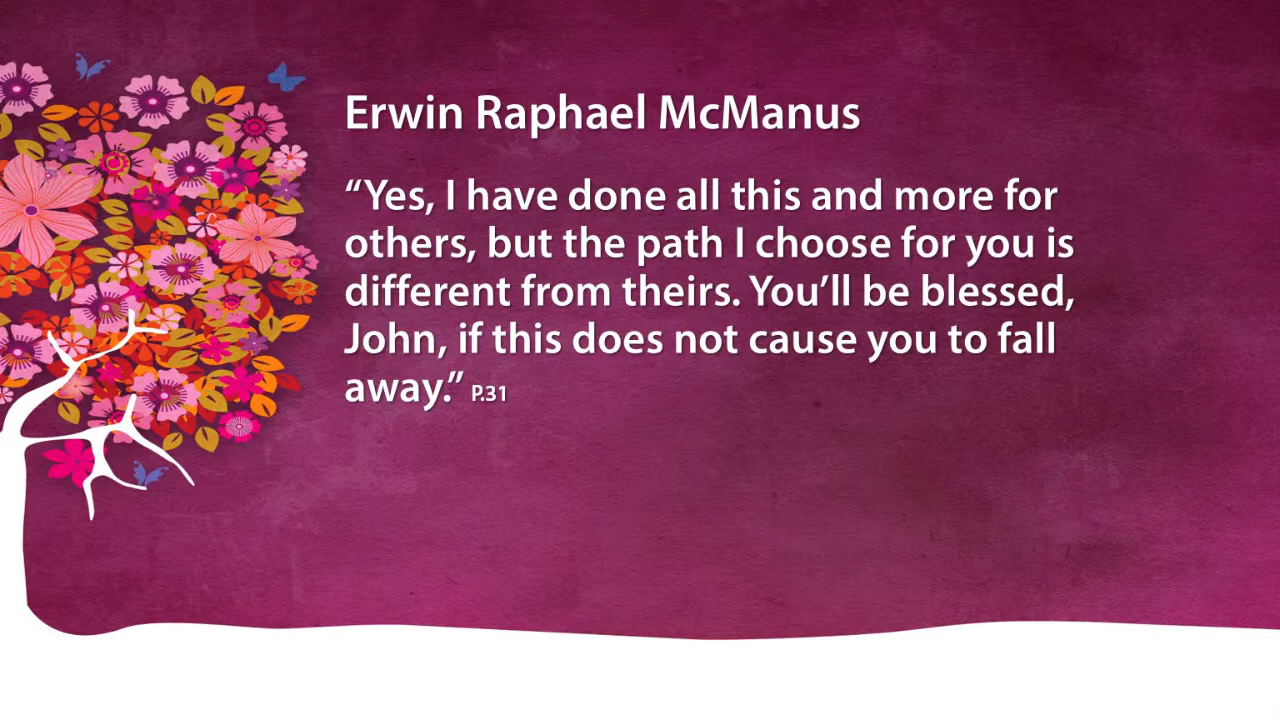 Erwin Raphael McManus
“Yes, I have done all this and more for
others, but the path I choose for you is
different from theirs. You’ll be blessed,
John, if this does not cause you to fall
away.” P.31